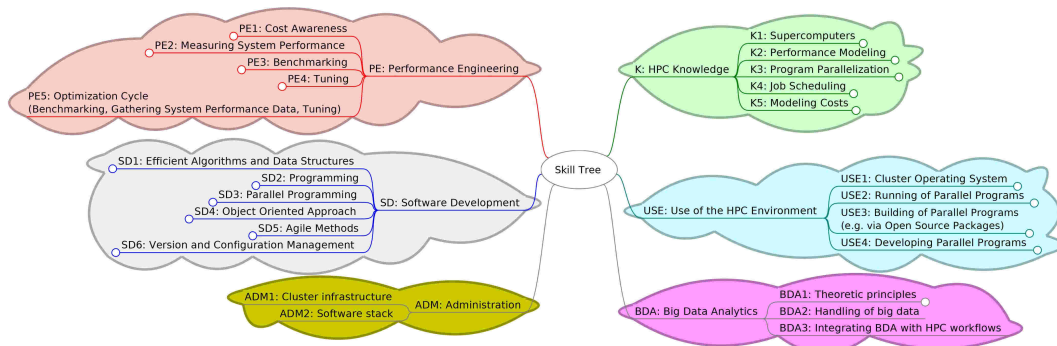 PE1: Cost Awareness
PE2: Measuring System Performance
PE3: Benchmarking
PE4: Tuning
PE5: Optimization Cycle
(Benchmarking, Gathering System Performance Data, Tuning)
PE: Performance Engineering
SD1: Efficient Algorithms and Data Structures
SD2: Programming
SD3: Parallel Programming
SD4: Object Oriented Approach
SD5: Agile Methods
SD6: Version and Configuration Management
SD: Software Development
ADM1: Cluster infrastructure
ADM2: Software stack
ADM: Administration
Skill Tree
K: HPC Knowledge
K1: Supercomputers
K2: Performance Modeling
K3: Program Parallelization
K4: Job Scheduling
K5: Modeling Costs
USE: Use of the HPC Environment
USE1: Cluster Operating System
USE2: Running of Parallel Programs
USE3: Building of Parallel Programs
(e.g. via Open Source Packages)
USE4: Developing Parallel Programs
BDA: Big Data Analytics
BDA1: Theoretic principles
BDA2: Handling of big data
BDA3: Integrating BDA with HPC workflows